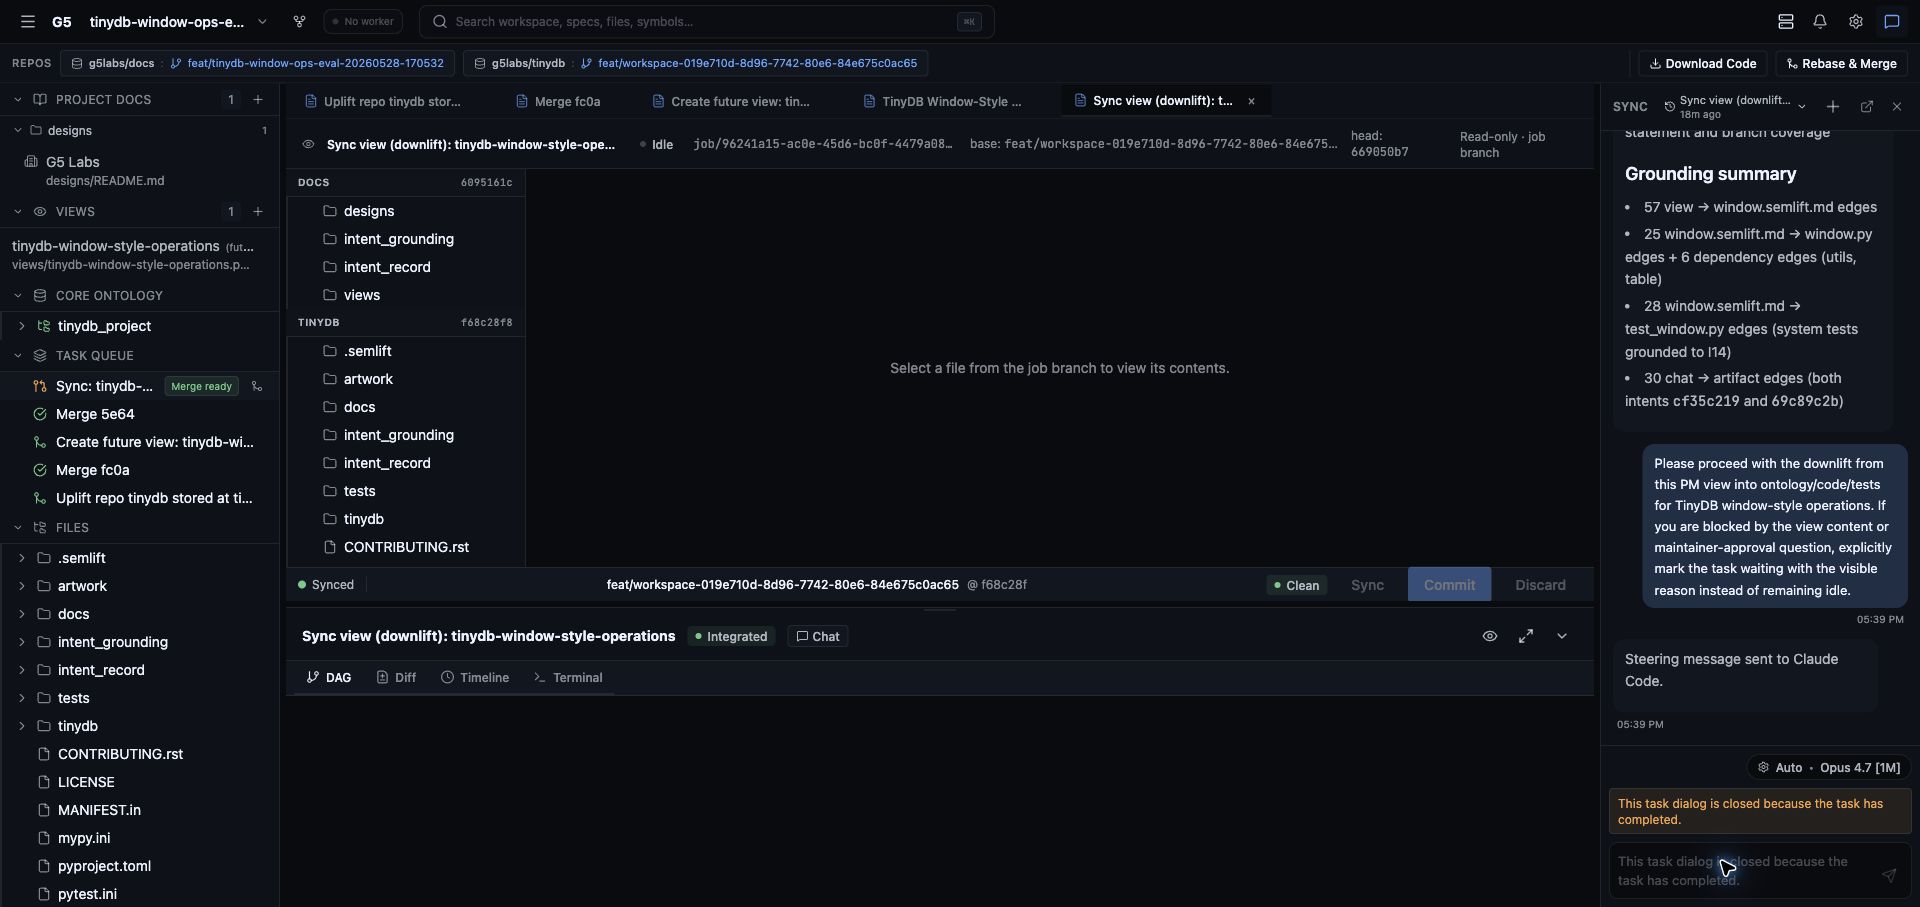 G5 tinydb-window-ops-e... No worker Search workspace, specs, files, symbols... ⌘K
REPOS g5labs/docs : feat/tinydb-window-ops-eval-20260528-170532 g5labs/tinydb : feat/workspace-019e710d-8d96-7742-80e6-84e675c0ac65 Download Code Rebase & Merge
PROJECT DOCS 1 +
designs 1
G5 Labs
designs/README.md
VIEWS 1 +
tinydb-window-style-operations (fut...
views/tinydb-window-style-operations.p...
CORE ONTOLOGY
tinydb_project
TASK QUEUE
Sync: tinydb-... Merge ready
Merge 5e64
Create future view: tinydb-wi...
Merge fc0a
Uplift repo tinydb stored at ti...
FILES
.semlift
artwork
docs
intent_grounding
intent_record
tests
tinydb
CONTRIBUTING.rst
LICENSE
MANIFEST.in
mypy.ini
pyproject.toml
pytest.ini
Uplift repo tinydb stor... Merge fc0a Create future view: tin... TinyDB Window-Style ... Sync view (downlift): t... ×
Sync view (downlift): tinydb-window-style-ope... Idle job/96241a15-ac0e-45d6-bc0f-4479a08... base: feat/workspace-019e710d-8d96-7742-80e6-84e675... head: 669050b7 Read-only · job branch
DOCS 6095161c
designs
intent_grounding
intent_record
views
TINYDB f68c28f8
.semlift
artwork
docs
intent_grounding
intent_record
tests
tinydb
CONTRIBUTING.rst
Select a file from the job branch to view its contents.
Synced feat/workspace-019e710d-8d96-7742-80e6-84e675c0ac65 @ f68c28f Clean Sync Commit Discard
Sync view (downlift): tinydb-window-style-operations Integrated Chat
DAG Diff Timeline Terminal
SYNC Sync view (downlift...
18m ago
statement and branch coverage
Grounding summary
• 57 view → window.semlift.md edges
• 25 window.semlift.md → window.py
edges + 6 dependency edges (utils,
table)
• 28 window.semlift.md →
test_window.py edges (system tests
grounded to I14)
• 30 chat → artifact edges (both
intents cf35c219 and 69c89c2b)
Please proceed with the downlift from
this PM view into ontology/code/tests
for TinyDB window-style operations. If
you are blocked by the view content or
maintainer-approval question, explicitly
mark the task waiting with the visible
reason instead of remaining idle.
05:39 PM
Steering message sent to Claude
Code.
05:39 PM
Auto · Opus 4.7 [1M]
This task dialog is closed because the task has
completed.
This task dialog is closed because the
task has completed.